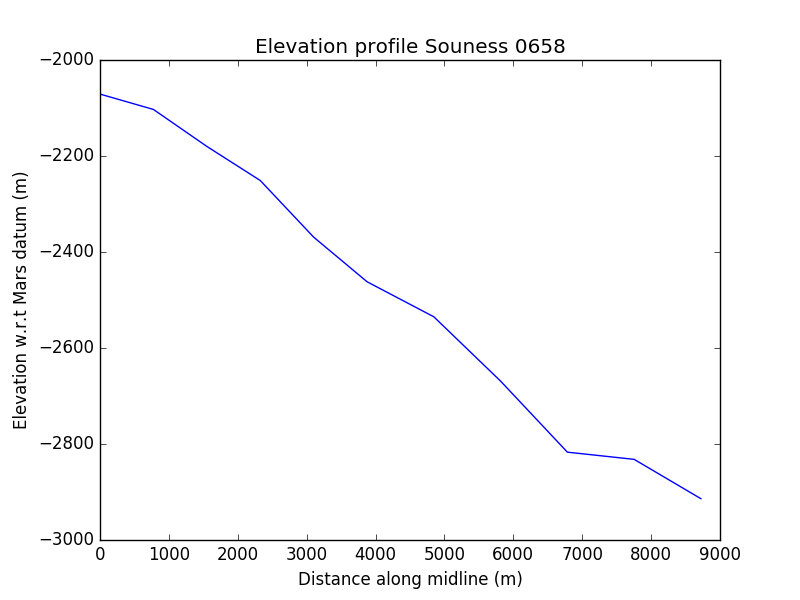 Elevation profile Souness 0658
−2000
−2200
−2400
−2600
−2800
−3000
Elevation w.r.t Mars datum (m)
0 1000 2000 3000 4000 5000 6000 7000 8000 9000
Distance along midline (m)